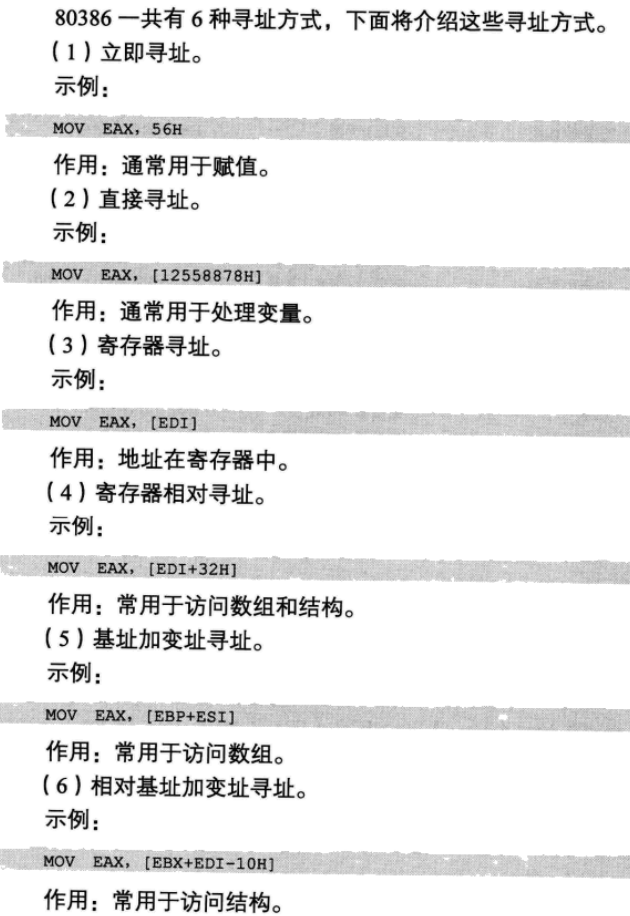 80386 一共有 6 种寻址方式，下面将介绍这些寻址方式。
（1）立即寻址。
示例：
MOV EAX，56H
作用：通常用于赋值。
（2）直接寻址。
示例：
MOV EAX，[12558878H]
作用：通常用于处理变量。
（3）寄存器寻址。
示例：
MOV EAX，[EDI]
作用：地址在寄存器中。
（4）寄存器相对寻址。
示例：
MOV EAX，[EDI+32H]
作用：常用于访问数组和结构。
（5）基址加变址寻址。
示例：
MOV EAX，[EBP+ESI]
作用：常用于访问数组。
（6）相对基址加变址寻址。
示例：
MOV EAX，[EBX+EDI-10H]
作用：常用于访问结构。